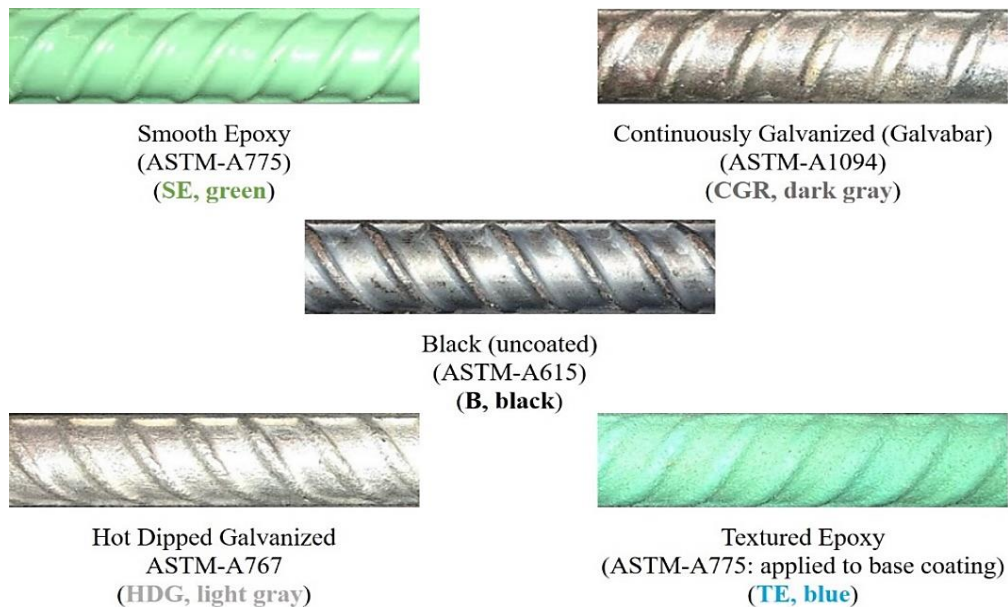 Smooth Epoxy
(ASTM-A775)
(SE, green)
Continuously Galvanized (Galvabar)
(ASTM-A1094)
(CGR, dark gray)
Black (uncoated)
(ASTM-A615)
(B, black)
Hot Dipped Galvanized
ASTM-A767
(HDG, light gray)
Textured Epoxy
(ASTM-A775: applied to base coating)
(TE, blue)